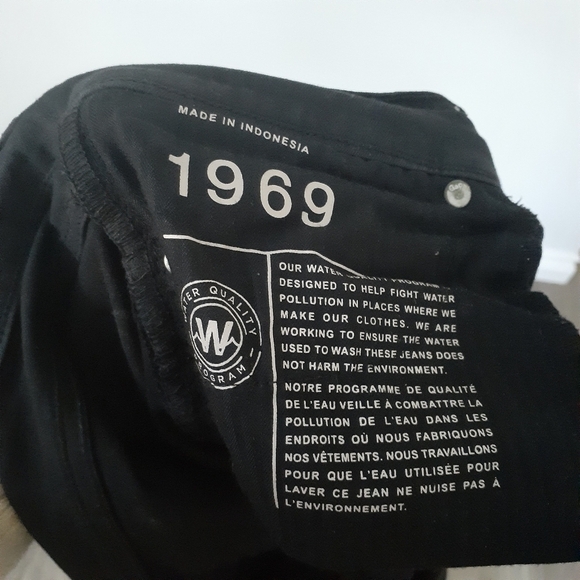 MADE IN INDONESIA
1969
WATER QUALITY
W
PROGRAM
OUR WATER QUALITY PROGRAM
DESIGNED TO HELP FIGHT WATER
POLLUTION IN PLACES WHERE WE
MAKE OUR CLOTHES. WE ARE
WORKING TO ENSURE THE WATER
USED TO WASH THESE JEANS DOES
NOT HARM THE ENVIRONMENT.
NOTRE PROGRAMME DE QUALITÉ
DE L'EAU VEILLE À COMBATTRE LA
POLLUTION DE L'EAU DANS LES
ENDROITS OÙ NOUS FABRIQUONS
NOS VÊTEMENTS. NOUS TRAVAILLONS
POUR QUE L'EAU UTILISÉE POUR
LAVER CE JEAN NE NUISE PAS À
L'ENVIRONNEMENT.